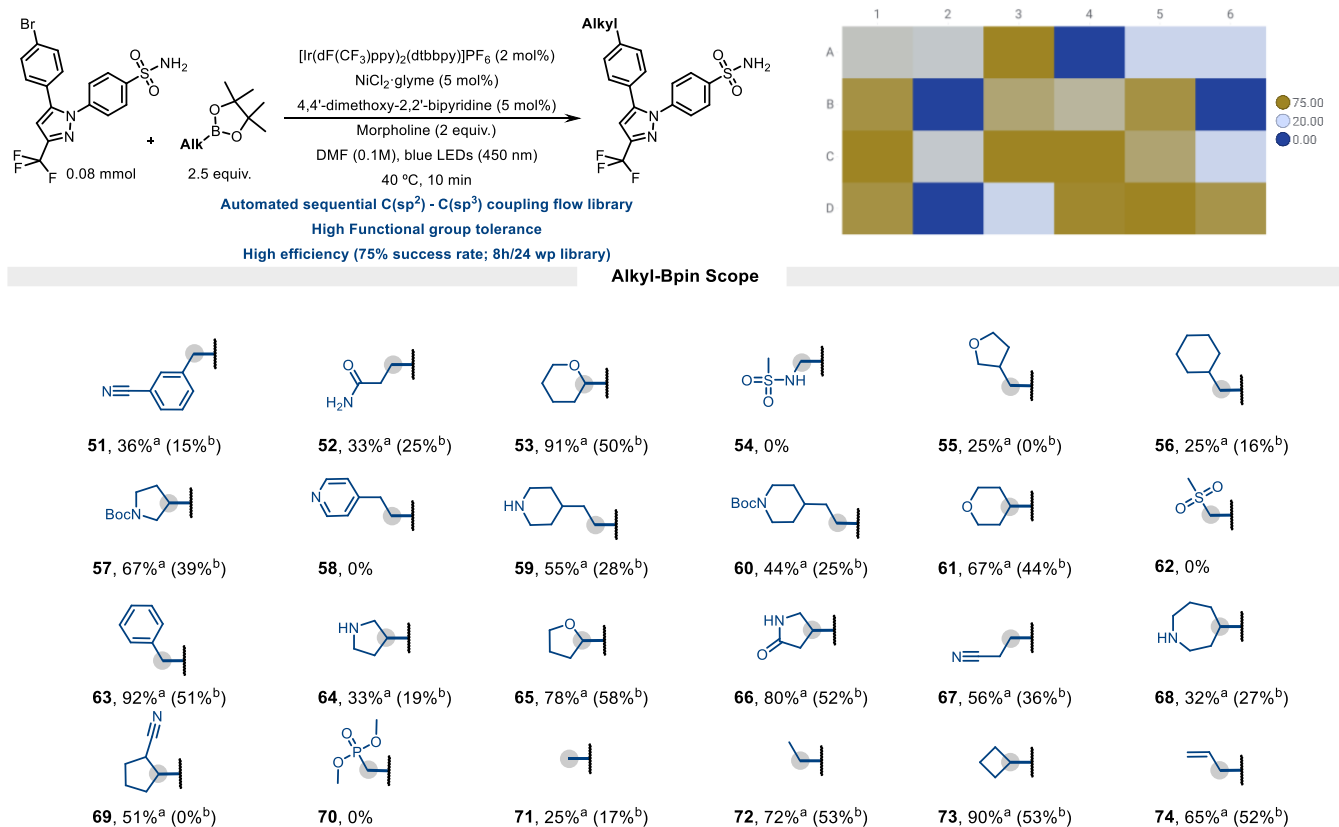 Br
N
N
F
F
F
O
O
S
NH2
0.08 mmol
+
Alk
B
O
O
2.5 equiv.
[Ir(dF(CF3)ppy)2(dtbbpy)]PF6 (2 mol%)
NiCl2·glyme (5 mol%)
4,4'-dimethoxy-2,2'-bipyridine (5 mol%)
Morpholine (2 equiv.)
DMF (0.1M), blue LEDs (450 nm)
40 ºC, 10 min
Alkyl
N
N
F
F
F
O
O
S
NH2
Automated sequential C(sp2) - C(sp3) coupling flow library
High Functional group tolerance
High efficiency (75% success rate; 8h/24 wp library)
1 2 3 4 5 6
A
B
C
D
75.00
20.00
0.00
Alkyl-Bpin Scope
N
O
H2N
O
O
S
O
NH
O
51, 36%a (15%b)
52, 33%a (25%b)
53, 91%a (50%b)
54, 0%
55, 25%a (0%b)
56, 25%a (16%b)
BocN
N
HN
BocN
O
S
O
O
57, 67%a (39%b)
58, 0%
59, 55%a (28%b)
60, 44%a (25%b)
61, 67%a (44%b)
62, 0%
HN
O
HN
O
N
HN
63, 92%a (51%b)
64, 33%a (19%b)
65, 78%a (58%b)
66, 80%a (52%b)
67, 56%a (36%b)
68, 32%a (27%b)
N
O
P
O
O
69, 51%a (0%b)
70, 0%
71, 25%a (17%b)
72, 72%a (53%b)
73, 90%a (53%b)
74, 65%a (52%b)